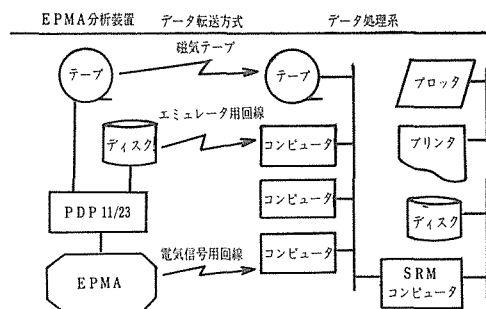 EPMA分析装置 データ転送方式 データ処理系
磁気テープ
テープ テープ プロッタ
エミュレータ用回線
ディスク コンピュータ プリンタ
コンピュータ
PDP 11/23 ディスク
電気信号用回線 コンピュータ
EPMA SRM
コンピュータ